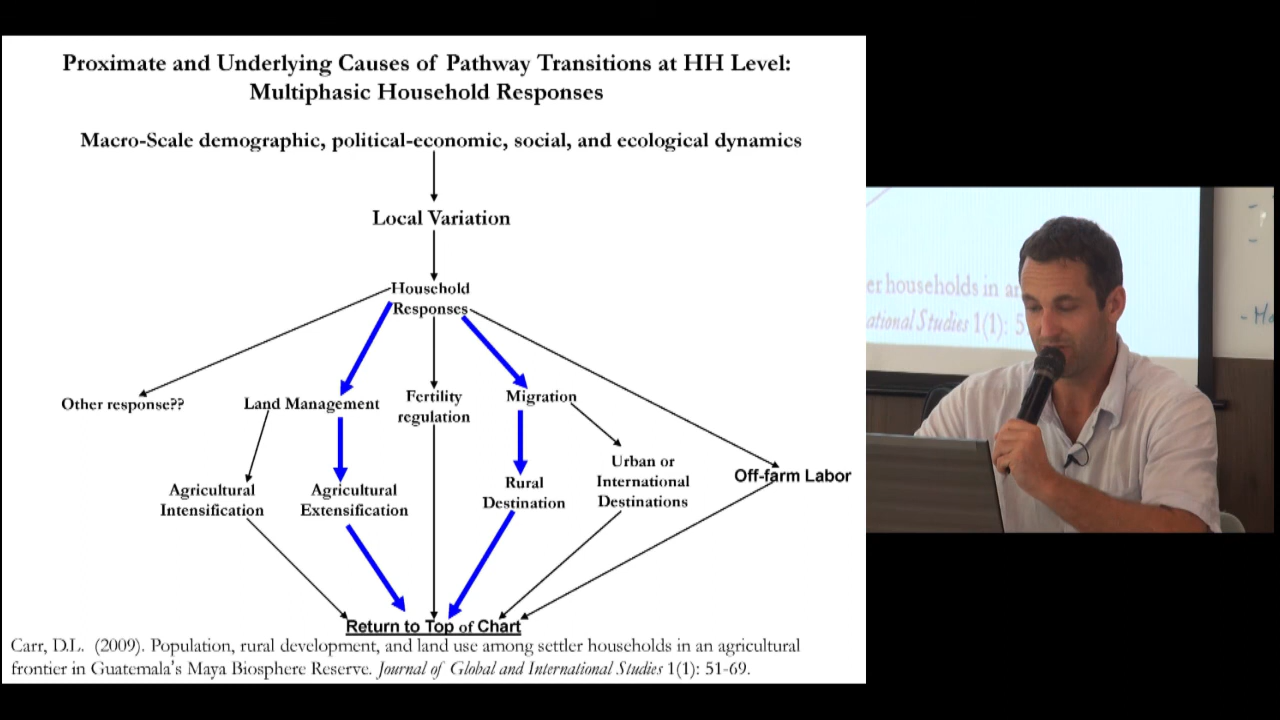 Proximate and Underlying Causes of Pathway Transitions at HH Level:
Multiphasic Household Responses
Macro-Scale demographic, political-economic, social, and ecological dynamics
Local Variation
Household
Responses
Other response??
Land Management
Fertility
regulation
Migration
Off-farm Labor
Agricultural
Intensification
Agricultural
Extensification
Rural
Destination
Urban or
International
Destinations
Return to Top of Chart
Carr, D.L. (2009). Population, rural development, and land use among settler households in an agricultural
frontier in Guatemala's Maya Biosphere Reserve. Journal of Global and International Studies 1(1): 51-69.
er households in an
ational Studies 1(1): 5